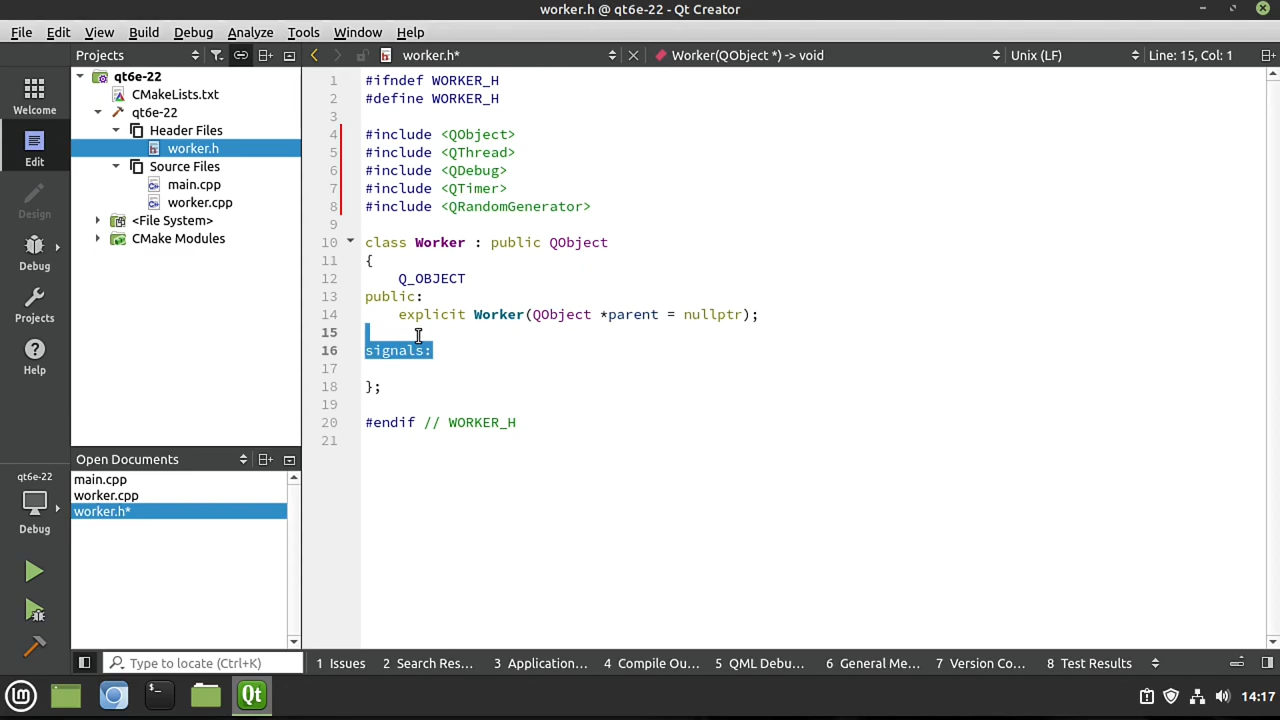 worker.h @ qt6e-22 - Qt Creator
File Edit View Build Debug Analyze Tools Window Help
Projects worker.h* Worker(QObject *) -> void Unix (LF) Line: 15, Col: 1
Welcome
Edit
Design
Debug
Projects
Help
qt6e-22
Debug
qt6e-22
CMakeLists.txt
qt6e-22
Header Files
worker.h
Source Files
main.cpp
worker.cpp
<File System>
CMake Modules
Open Documents
main.cpp
worker.cpp
worker.h*
1 #ifndef WORKER_H
2 #define WORKER_H
3
4 #include <QObject>
5 #include <QThread>
6 #include <QDebug>
7 #include <QTimer>
8 #include <QRandomGenerator>
9
10 class Worker : public QObject
11 {
12 Q_OBJECT
13 public:
14 explicit Worker(QObject *parent = nullptr);
15
16 signals:
17
18 };
19
20 #endif // WORKER_H
21
Type to locate (Ctrl+K) 1 Issues 2 Search Res... 3 Application... 4 Compile Ou... 5 QML Debu... 6 General Me... 7 Version Co... 8 Test Results
Qt 14:17